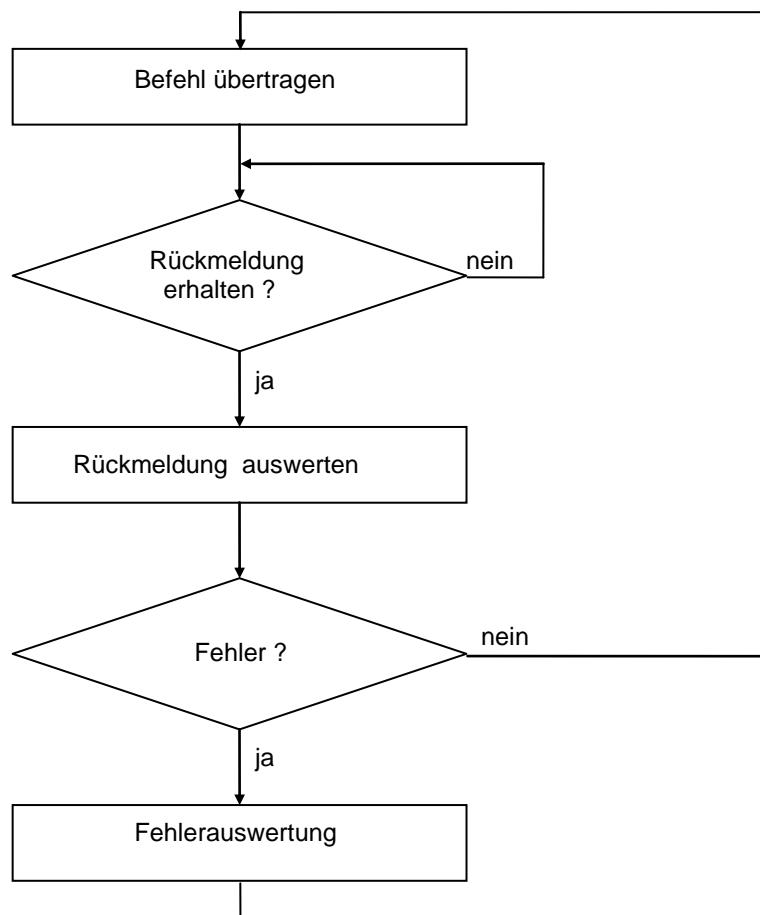 Befehl übertragen
Rückmeldung
erhalten ?
nein
ja
Rückmeldung auswerten
Fehler ?
nein
ja
Fehlerauswertung